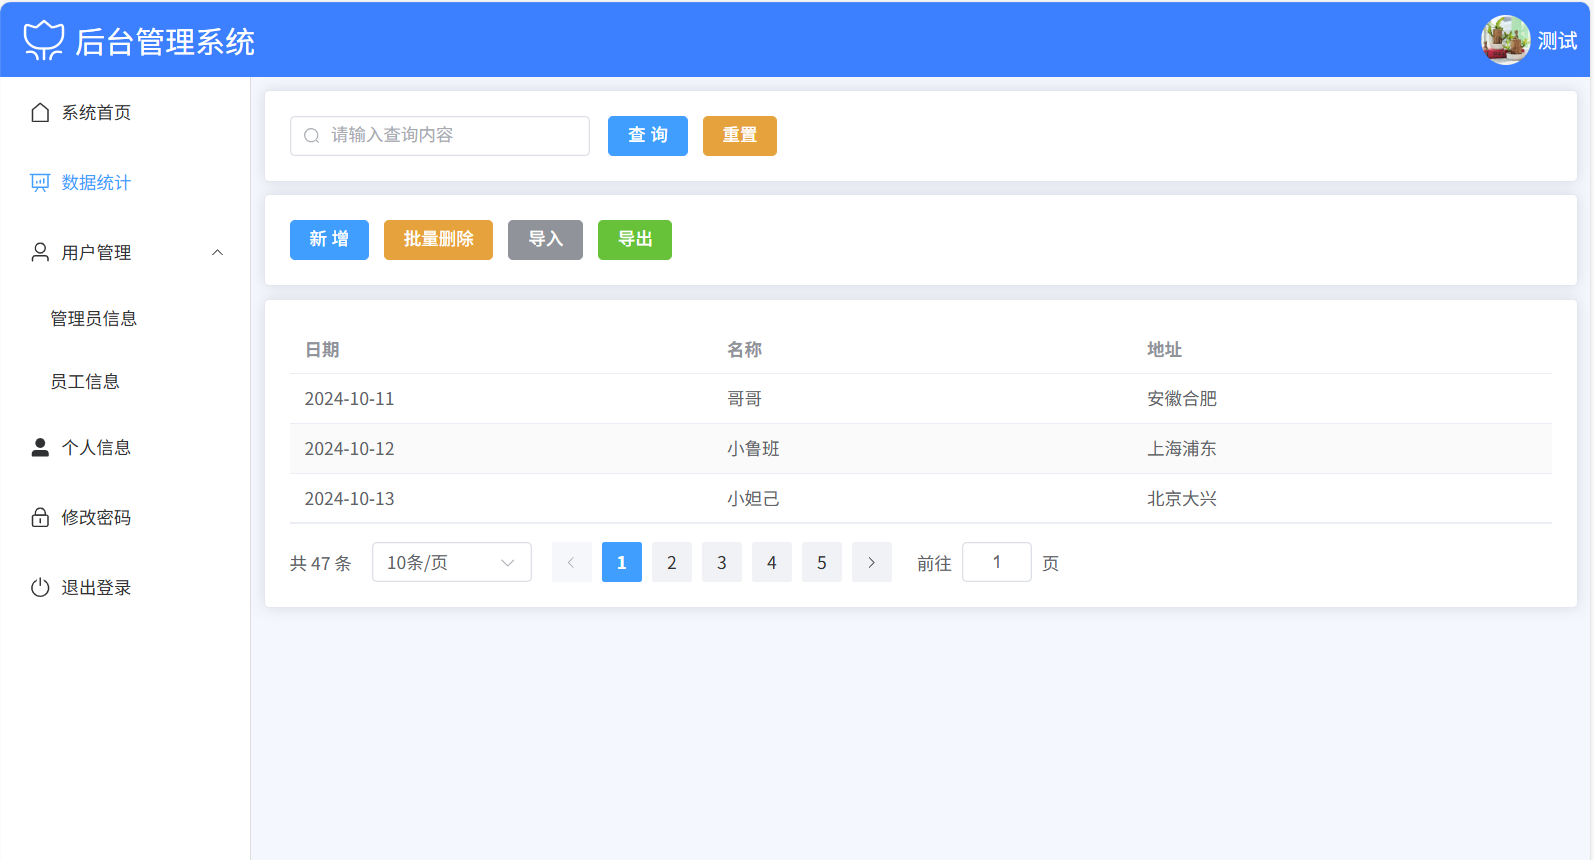 后台管理系统
测试
系统首页
数据统计
用户管理
管理员信息
员工信息
个人信息
修改密码
退出登录
请输入查询内容 查 询 重置
新 增 批量删除 导入 导出
日期 名称 地址
2024-10-11 哥哥 安徽合肥
2024-10-12 小鲁班 上海浦东
2024-10-13 小妲己 北京大兴
共 47 条 10条/页 1 2 3 4 5 前往 1 页